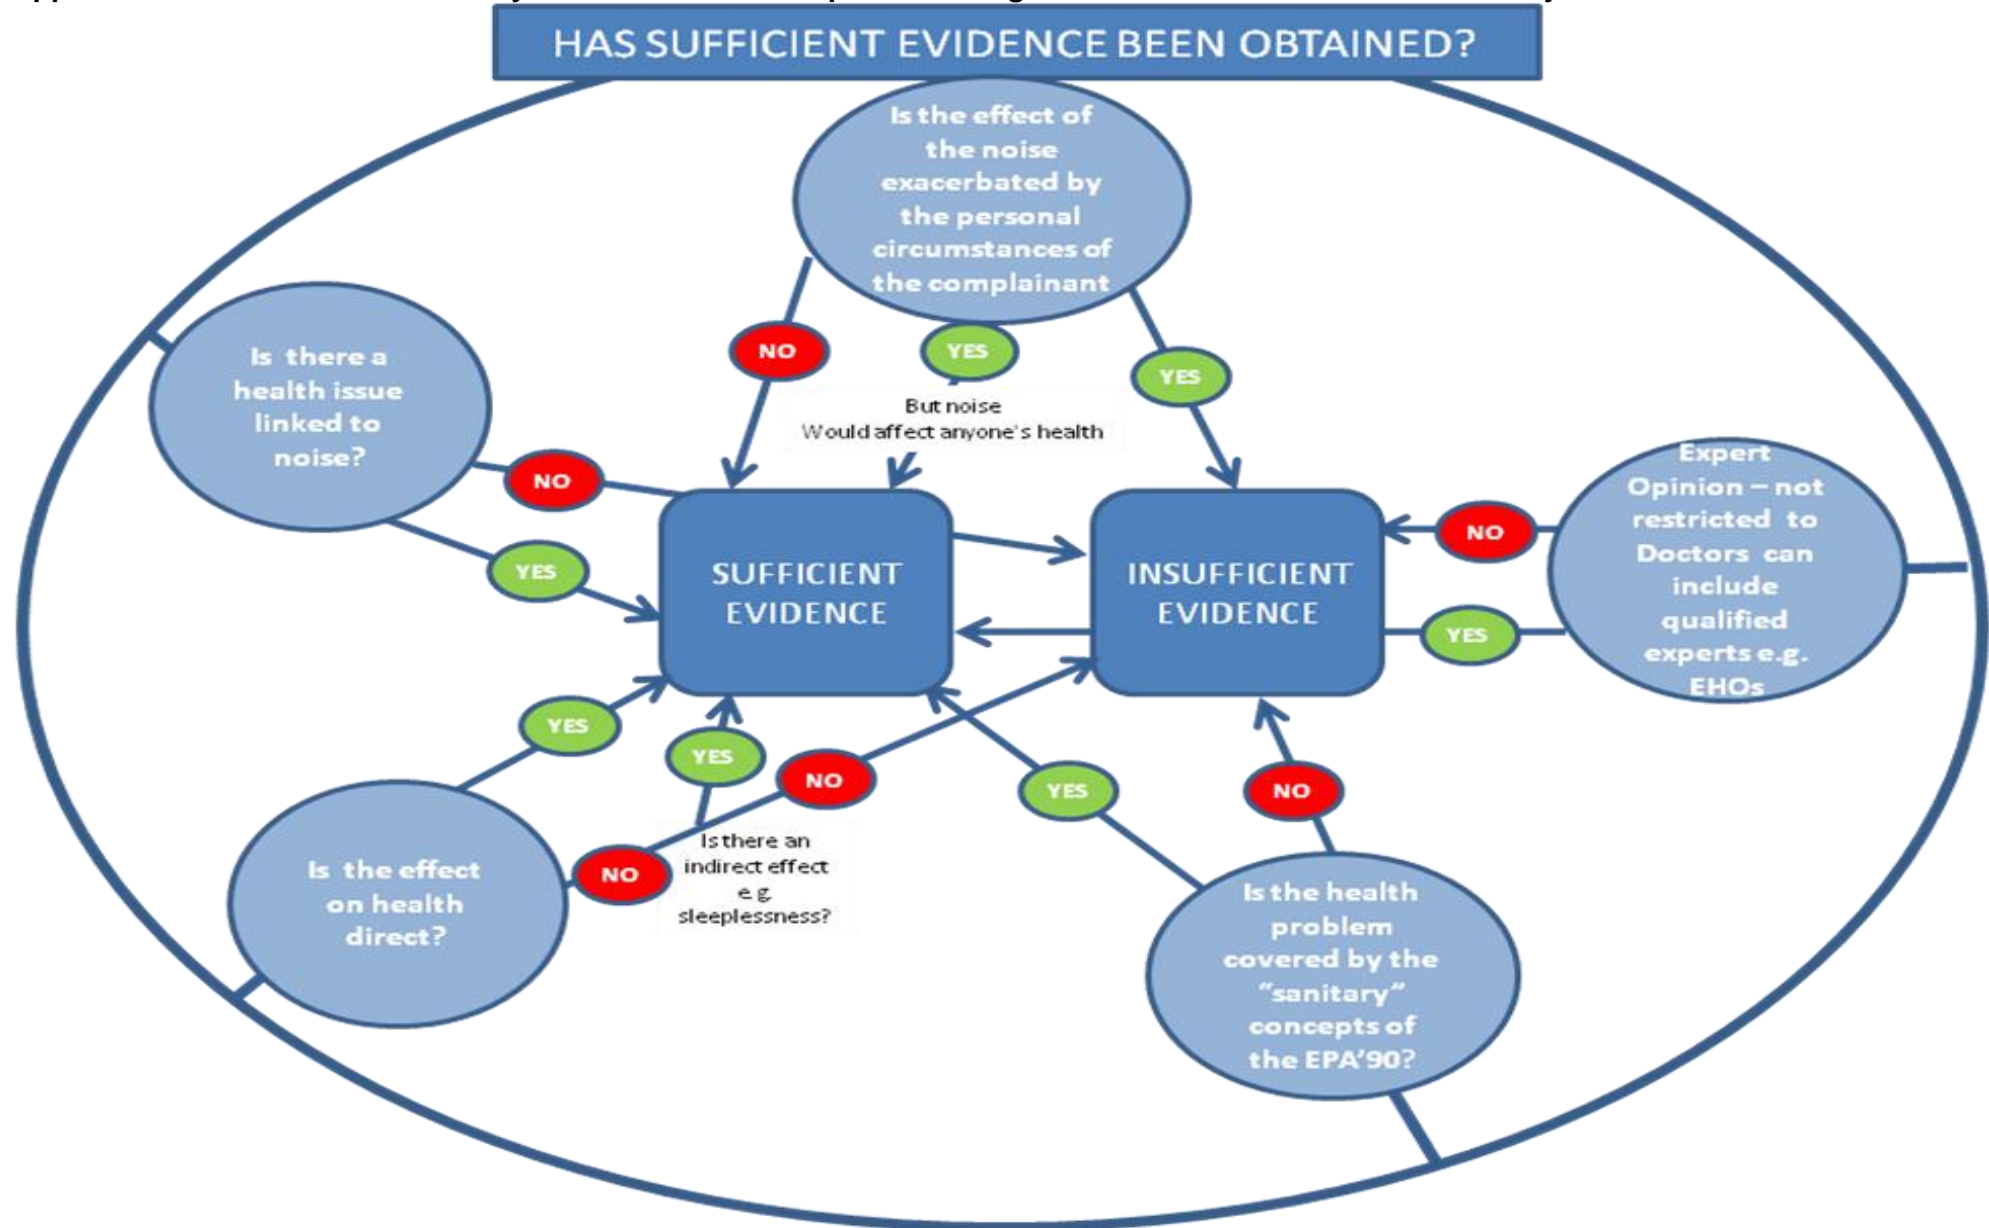 HAS SUFFICIENT EVIDENCE BEEN OBTAINED?
Is the effect of
the noise
exacerbated by
the personal
circumstances of
the complainant
NO
YES
YES
But noise
Would affect anyone's health
Is there a
health issue
linked to
noise?
NO
YES
Expert
Opinion – not
restricted to
Doctors can
include
qualified
experts e.g.
EHOs
NO
YES
SUFFICIENT
EVIDENCE
INSUFFICIENT
EVIDENCE
YES
YES
NO
YES
NO
NO
Is there an
indirect effect
e.g
sleeplessness?
Is the effect
on health
direct?
Is the health
problem
covered by the
"sanitary"
concepts of
the EPA'90?